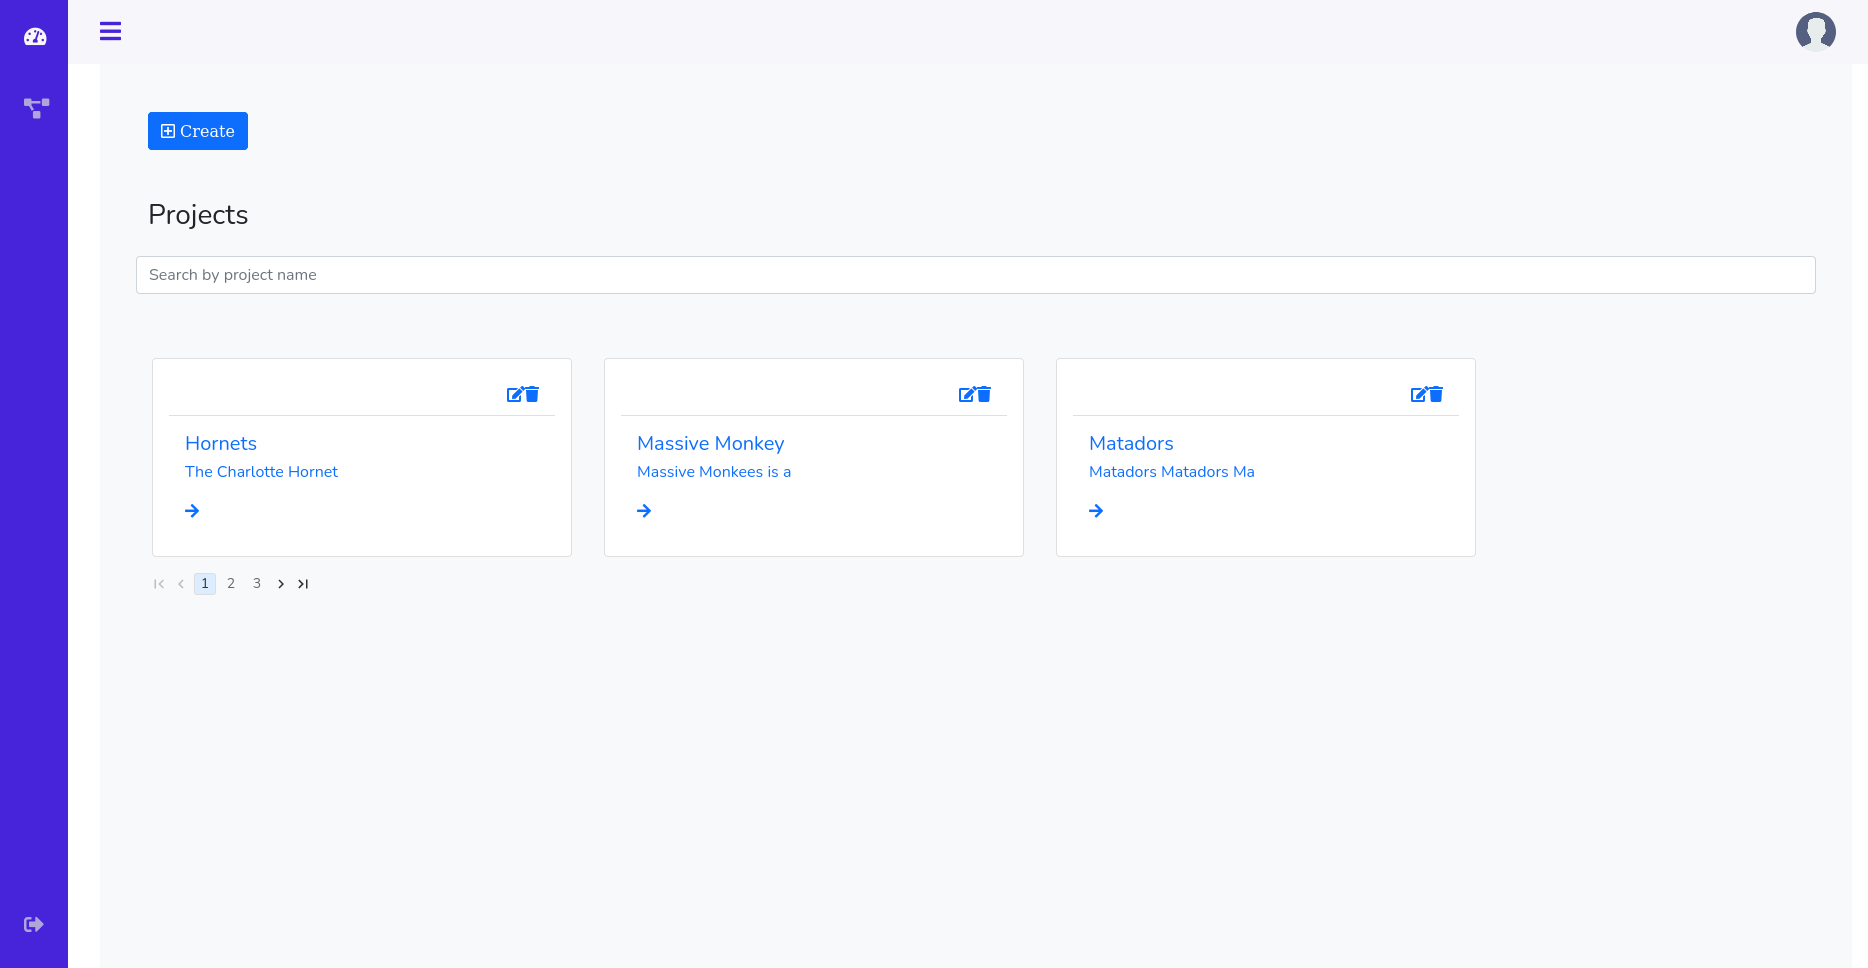 Create
Projects
Search by project name
Hornets
The Charlotte Hornet
Massive Monkey
Massive Monkees is a
Matadors
Matadors Matadors Ma
1 2 3